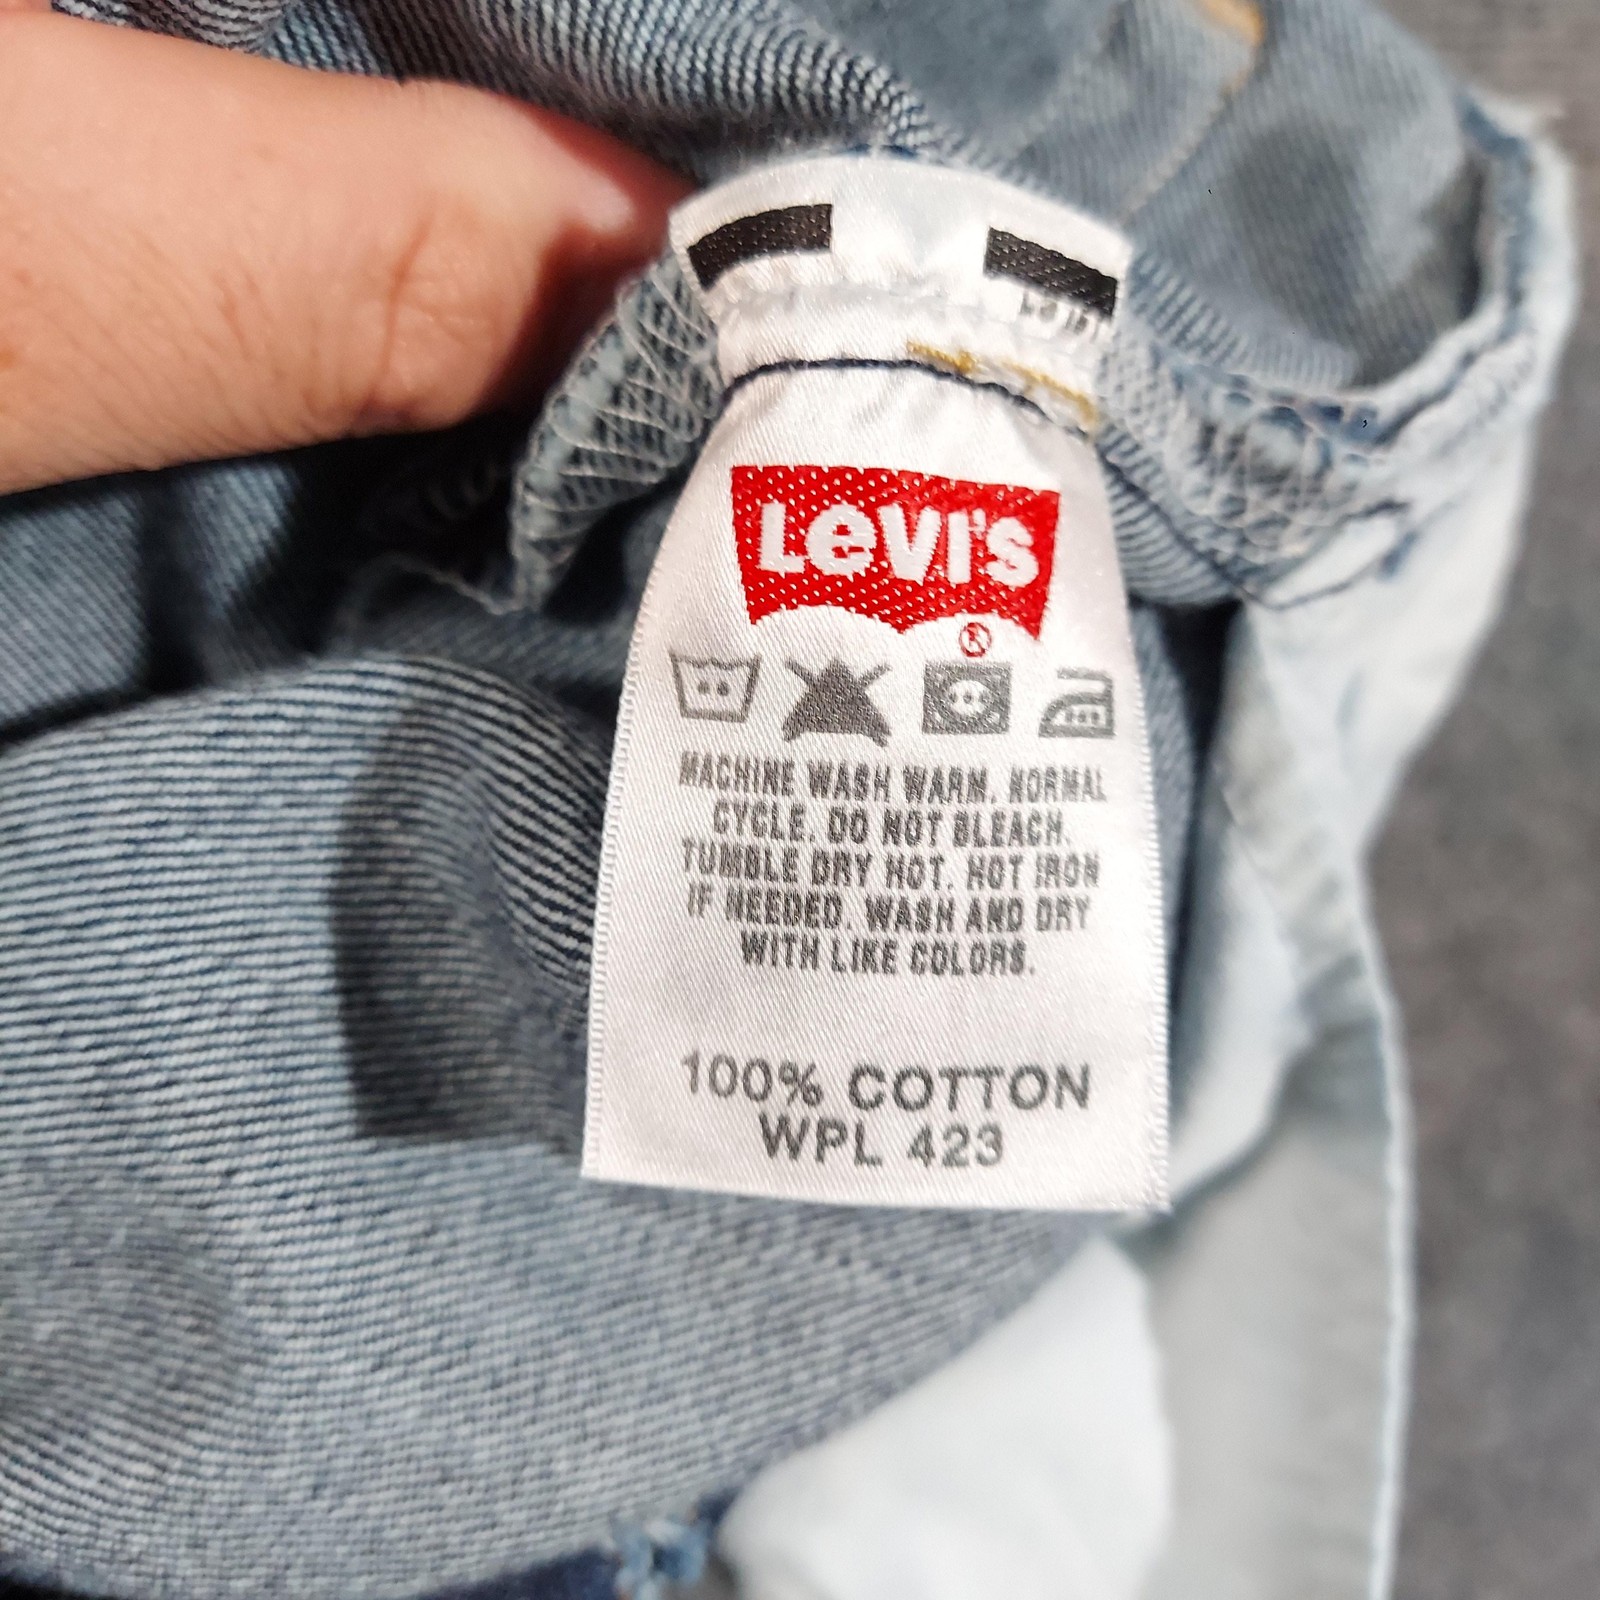 LeVI'S
®
MACHINE WASH WARM. NORMAL
CYCLE. DO NOT BLEACH.
TUMBLE DRY HOT. HOT IRON
IF NEEDED. WASH AND DRY
WITH LIKE COLORS.
100% COTTON
WPL 423